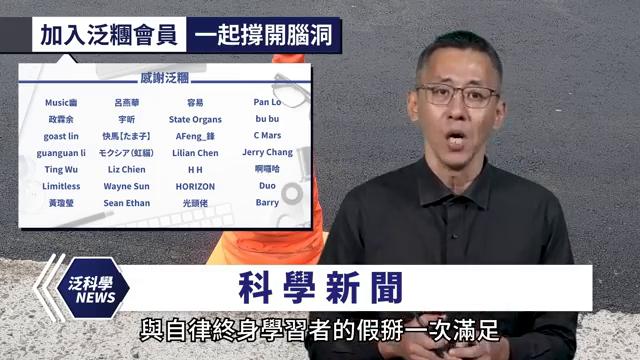 加入泛糰會員 一起撐開腦洞
感謝泛糰
Music幽 呂燕華 容易 Pan Lo
政霖余 宇昕 State Organs bu bu
goast lin 快馬【たま子】 AFeng_鋒 C Mars
guanguan li モクシア（虹貓） Lilian Chen Jerry Chang
Ting Wu Liz Chien H H 啊囉哈
Limitless Wayne Sun HORIZON Duo
黃瓊瑩 Sean Ethan 光頭佬 Barry
泛科學
NEWS
科學新聞
與自律終身學習者的假掰一次滿足